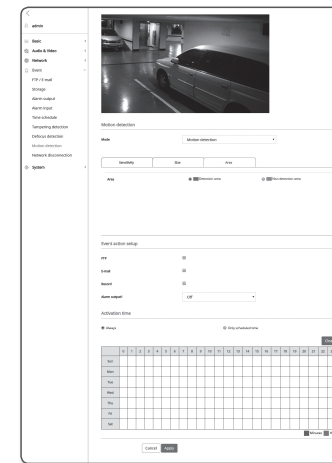 admin
Basic
Audio & Video
Network
Event
FTP / E-mail
Storage
Alarm output
Alarm input
Time schedule
Tampering detection
Defocus detection
Motion detection
Network disconnection
System
Motion detection
Mode Motion detection
Sensitivity Size Area
Area Detection area Non-detection area
Event action setup
FTP
E-mail
Record
Alarm output1 Off
Activation time
Always Only scheduled time
0 1 2 3 4 5 6 7 8 9 10 11 12 13 14 15 16 17 18 19 20 21 22
Sun
Mon
Tue
Wed
Thu
Fri
Sat
Minutes
Cancel Apply